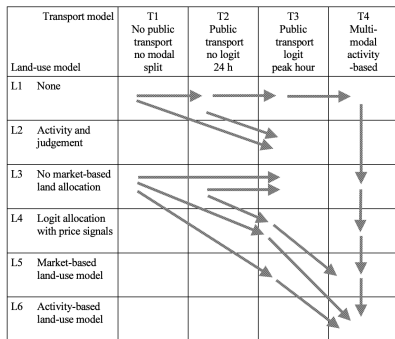 Transport model
Land-use model
T1
No public
transport
no modal
split
T2
Public
transport
no logit
24 h
T3
Public
transport
logit
peak hour
T4
Multi-
modal
activity
-based
L1 None
L2 Activity and
judgement
L3 No market-based
land allocation
L4 Logit allocation
with price signals
L5 Market-based
land-use model
L6 Activity-based
land-use model